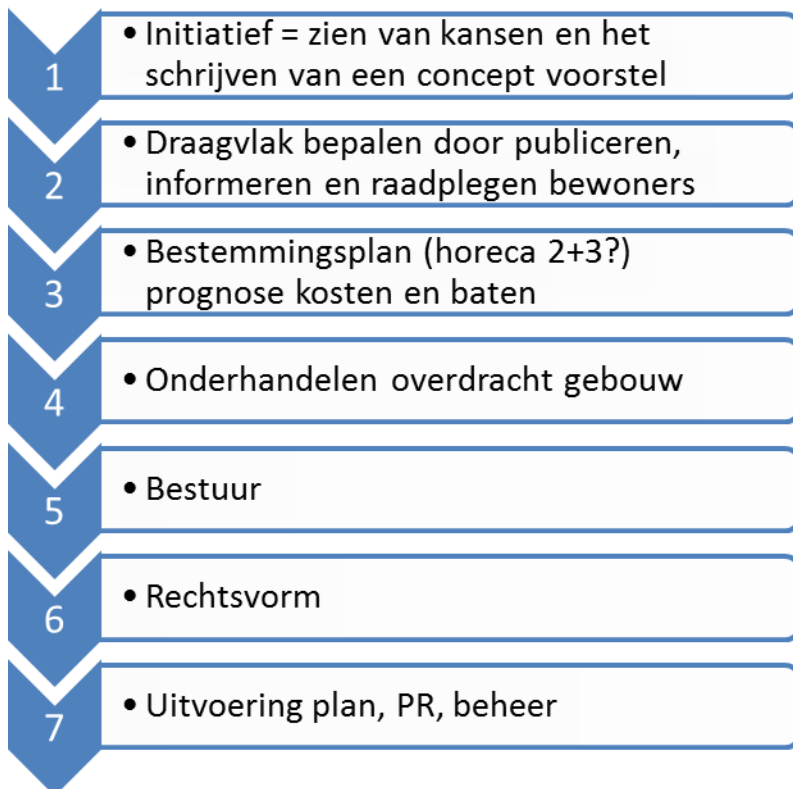 1
• Initiatief = zien van kansen en het
schrijven van een concept voorstel
2
• Draagvlak bepalen door publiceren,
informeren en raadplegen bewoners
3
• Bestemmingsplan (horeca 2+3?)
prognose kosten en baten
4
• Onderhandelen overdracht gebouw
5
• Bestuur
6
• Rechtsvorm
7
• Uitvoering plan, PR, beheer